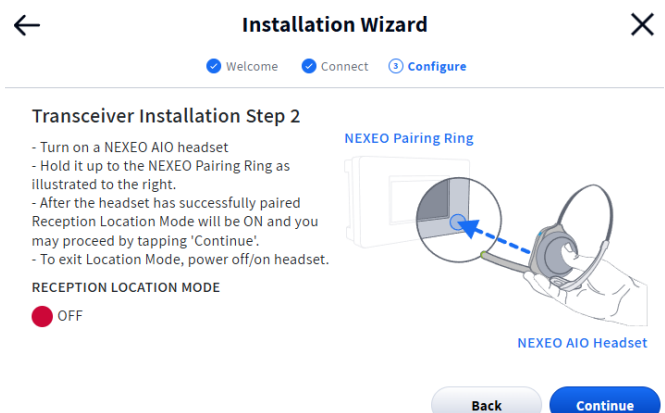 Installation Wizard
Welcome
Connect
3 Configure
Transceiver Installation Step 2
NEXEO Pairing Ring
- Turn on a NEXEO AIO headset
- Hold it up to the NEXEO Pairing Ring as
illustrated to the right.
- After the headset has successfully paired
Reception Location Mode will be ON and you
may proceed by tapping 'Continue'.
- To exit Location Mode, power off/on headset.
RECEPTION LOCATION MODE
OFF
NEXEO AIO Headset
Back
Continue